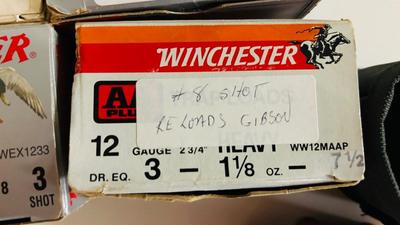 WINCHESTER
AA
PLUS
# 8 SHOT
RELOADS GIBSON
12 GAUGE 2 3/4" HEAVY WW12MAAP
7 1/2
DR. EQ. 3 — 1 1/8 OZ. —
ER
WEX1233
8 3
SHOT